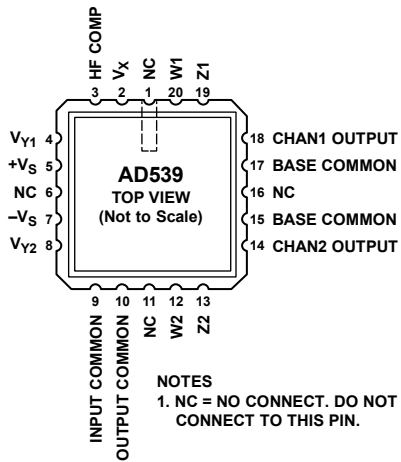 HF COMP
VX
NC
W1
Z1
3 2 1 20 19
VY1 4
+VS 5
NC 6
–VS 7
VY2 8
AD539
TOP VIEW
(Not to Scale)
18 CHAN1 OUTPUT
17 BASE COMMON
16 NC
15 BASE COMMON
14 CHAN2 OUTPUT
9 10 11 12 13
INPUT COMMON
OUTPUT COMMON
NC
W2
Z2
NOTES
1. NC = NO CONNECT. DO NOT
CONNECT TO THIS PIN.